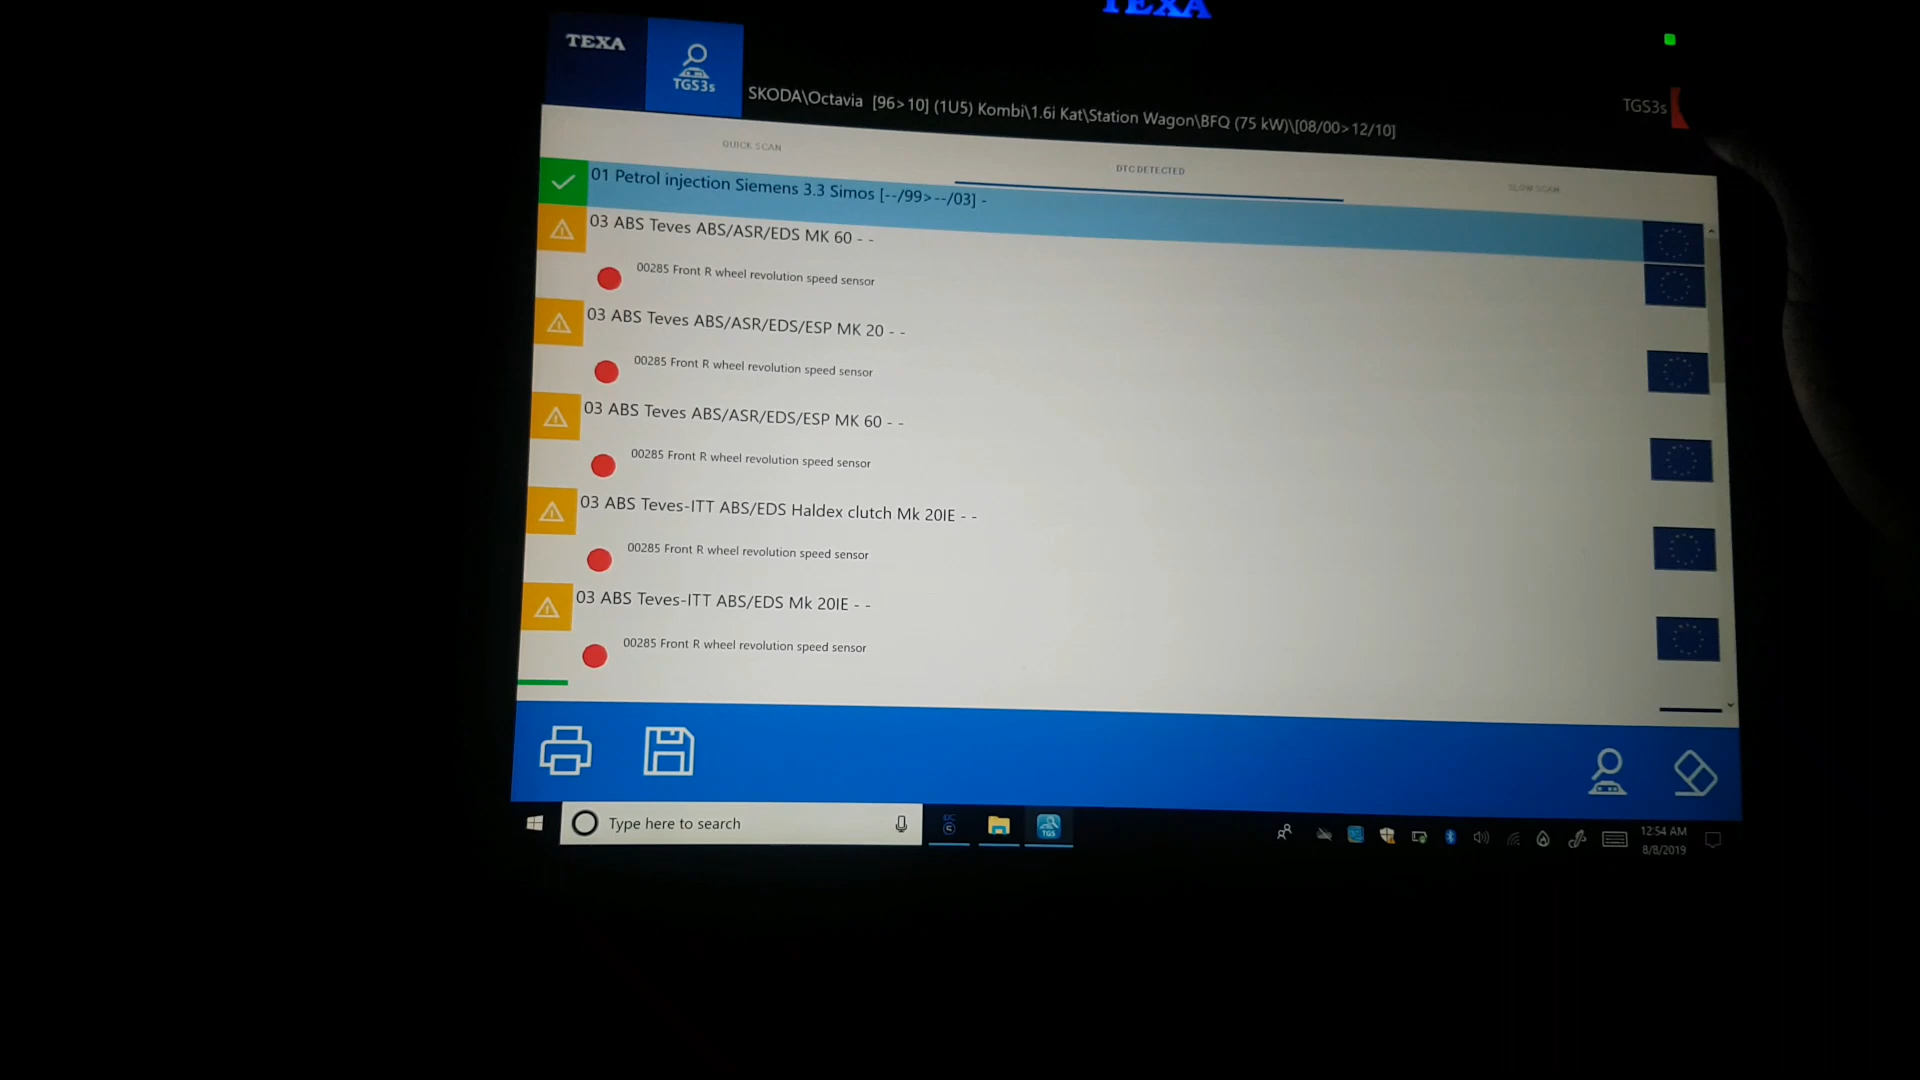 TEXA
TEXA
TGS3s
SKODA\Octavia [96>10] (1U5) Kombi\1.6i Kat\Station Wagon\BFQ (75 kW)\[08/00>12/10]
TGS3s
QUICK SCAN
DTC DETECTED
SLOW SCAN
01 Petrol injection Siemens 3.3 Simos [--/99>--/03] -
03 ABS Teves ABS/ASR/EDS MK 60 - -
00285 Front R wheel revolution speed sensor
03 ABS Teves ABS/ASR/EDS/ESP MK 20 - -
00285 Front R wheel revolution speed sensor
03 ABS Teves ABS/ASR/EDS/ESP MK 60 - -
00285 Front R wheel revolution speed sensor
03 ABS Teves-ITT ABS/EDS Haldex clutch Mk 20IE - -
00285 Front R wheel revolution speed sensor
03 ABS Teves-ITT ABS/EDS Mk 20IE - -
00285 Front R wheel revolution speed sensor
Type here to search
TGS
12:54 AM
8/8/2019